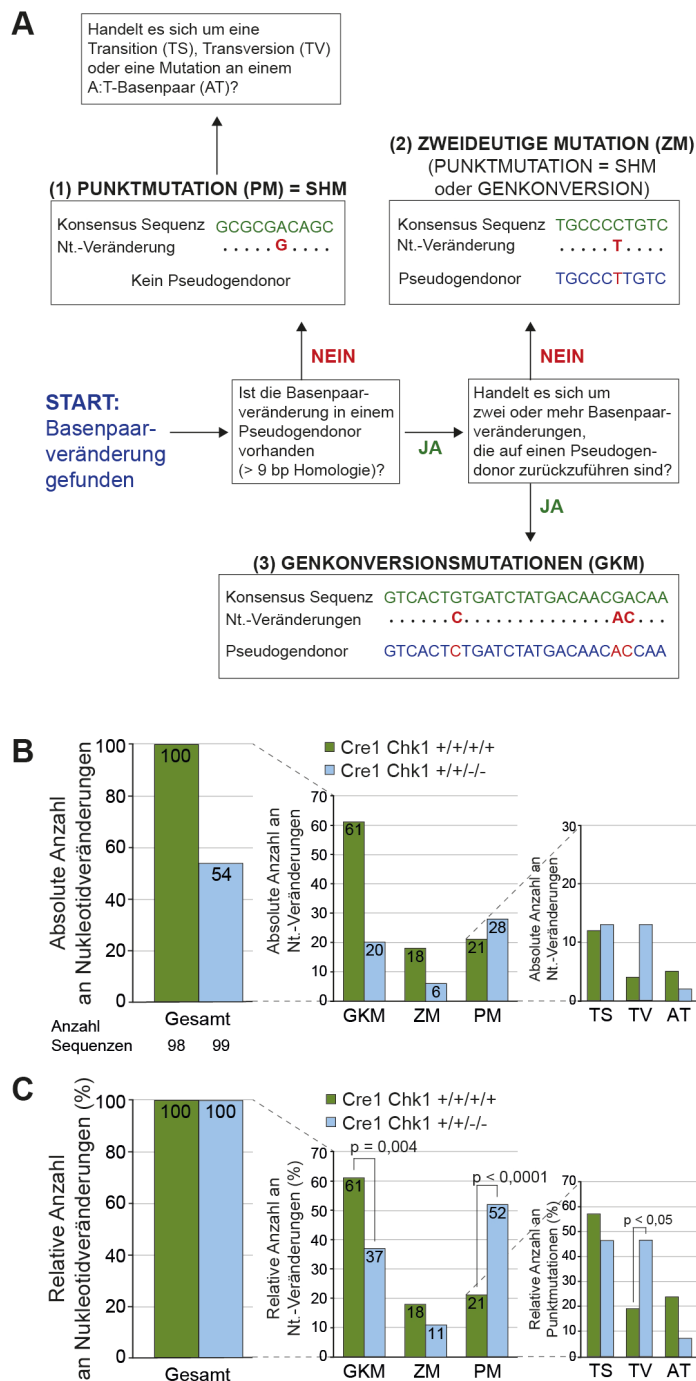 A
Handelt es sich um eine
Transition (TS), Transversion (TV)
oder eine Mutation an einem
A:T-Basenpaar (AT)?
(1) PUNKTMUTATION (PM) = SHM
Konsensus Sequenz GCGCGACAGC
Nt.-Veränderung . . . . . G . . . .
Kein Pseudogendonor
(2) ZWEIDEUTIGE MUTATION (ZM)
(PUNKTMUTATION = SHM
oder GENKONVERSION)
Konsensus Sequenz TGCCCCTGTC
Nt.-Veränderung . . . . . T . . . .
Pseudogendonor TGCCCTTGTC
NEIN
NEIN
START:
Basenpaar-
veränderung
gefunden
Ist die Basenpaar-
veränderung in einem
Pseudogendonor
vorhanden
(> 9 bp Homologie)?
JA
Handelt es sich um
zwei oder mehr Basenpaar-
veränderungen,
die auf einen Pseudogen-
donor zurückzuführen sind?
JA
(3) GENKONVERSIONSMUTATIONEN (GKM)
Konsensus Sequenz GTCACTGTGATCTATGACAACGACAA
Nt.-Veränderungen . . . . . . C . . . . . . . . . . . . . . AC . . .
Pseudogendonor GTCACTCTGATCTATGACAACACCAA
B
Absolute Anzahl
an Nukleotidveränderungen
100
80
60
40
20
0
100
54
Gesamt
Anzahl
Sequenzen 98 99
Cre1 Chk1 +/+/+/+
Cre1 Chk1 +/+/-/-
Absolute Anzahl an
Nt.-Veränderungen
70
60
50
40
30
20
10
0
61
20
18
6
21
28
GKM ZM PM
Absolute Anzahl an
Nt.-Veränderungen
30
20
10
0
TS TV AT
C
Relative Anzahl
an Nukleotidveränderungen (%)
100
80
60
40
20
0
100
100
Gesamt
Cre1 Chk1 +/+/+/+
Cre1 Chk1 +/+/-/-
Relative Anzahl an
Nt.-Veränderungen (%)
70
60
50
40
30
20
10
0
p = 0,004
p < 0,0001
61
37
18
11
21
52
GKM ZM PM
Relative Anzahl an
Punktmutationen (%)
70
60
50
40
30
20
10
0
p < 0,05
TS TV AT